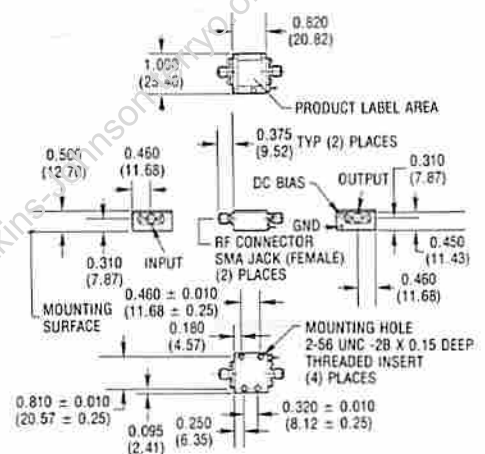 0.820
(20.82)
1.000
(25.40)
PRODUCT LABEL AREA
0.375 TYP (2) PLACES
(9.52)
0.500
(12.70)
0.460
(11.68)
0.310
(7.87)
DC BIAS
OUTPUT
GND
RF CONNECTOR
SMA JACK (FEMALE)
(2) PLACES
0.310
(7.87)
INPUT
0.450
(11.43)
0.460
(11.68)
MOUNTING
SURFACE
0.460 ± 0.010
(11.68 ± 0.25)
0.180
(4.57)
MOUNTING HOLE
2-56 UNC -2B X 0.15 DEEP
THREADED INSERT
(4) PLACES
0.810 ± 0.010
(20.57 ± 0.25)
0.095
(2.41)
0.250
(6.35)
0.320 ± 0.010
(8.12 ± 0.25)